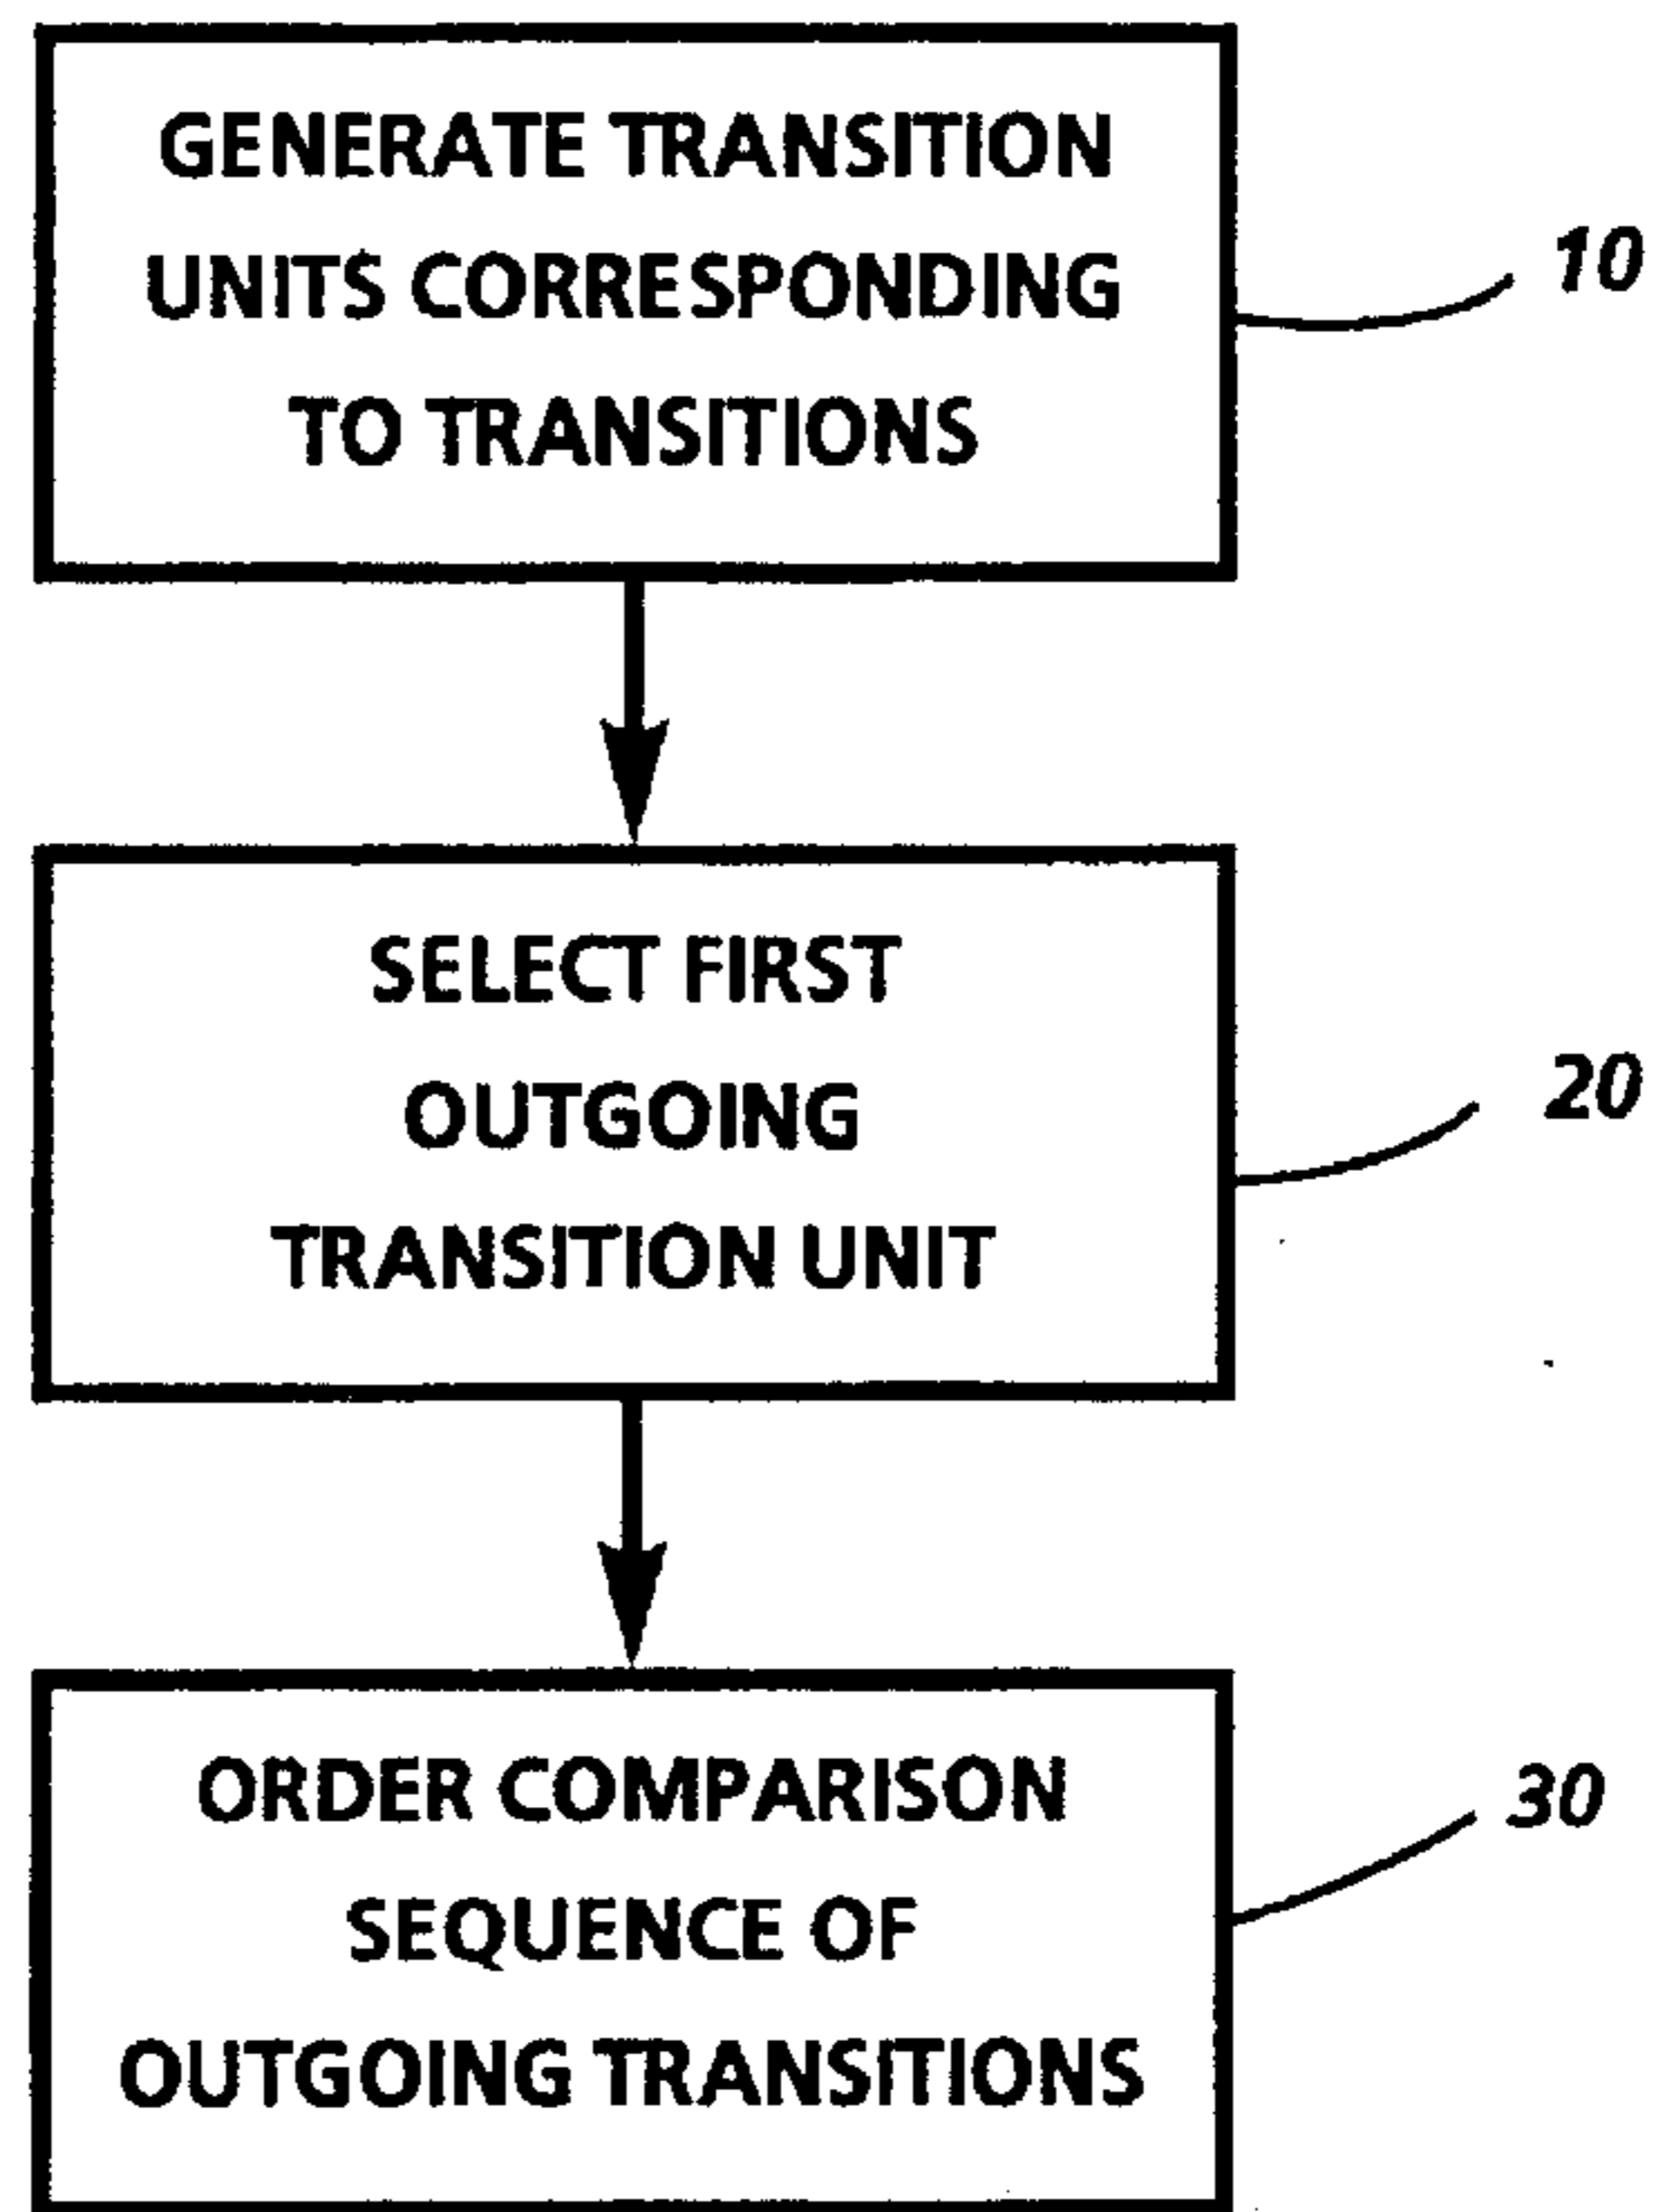 GENERATE TRANSITION
UNITS CORRESPONDING
TO TRANSITIONS
10
SELECT FIRST
OUTGOING
TRANSITION UNIT
20
ORDER COMPARISON
SEQUENCE OF
OUTGOING TRANSITIONS
30